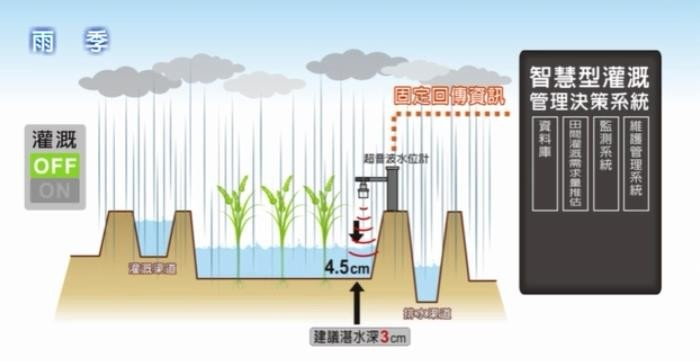 雨 季
灌溉
OFF
ON
固定回傳資訊
超音波水位計
4.5cm
灌溉渠道
排水渠道
建議湛水深3cm
智慧型灌溉
管理決策系統
資料庫
田間灌溉需求量推估
監測系統
維護管理系統